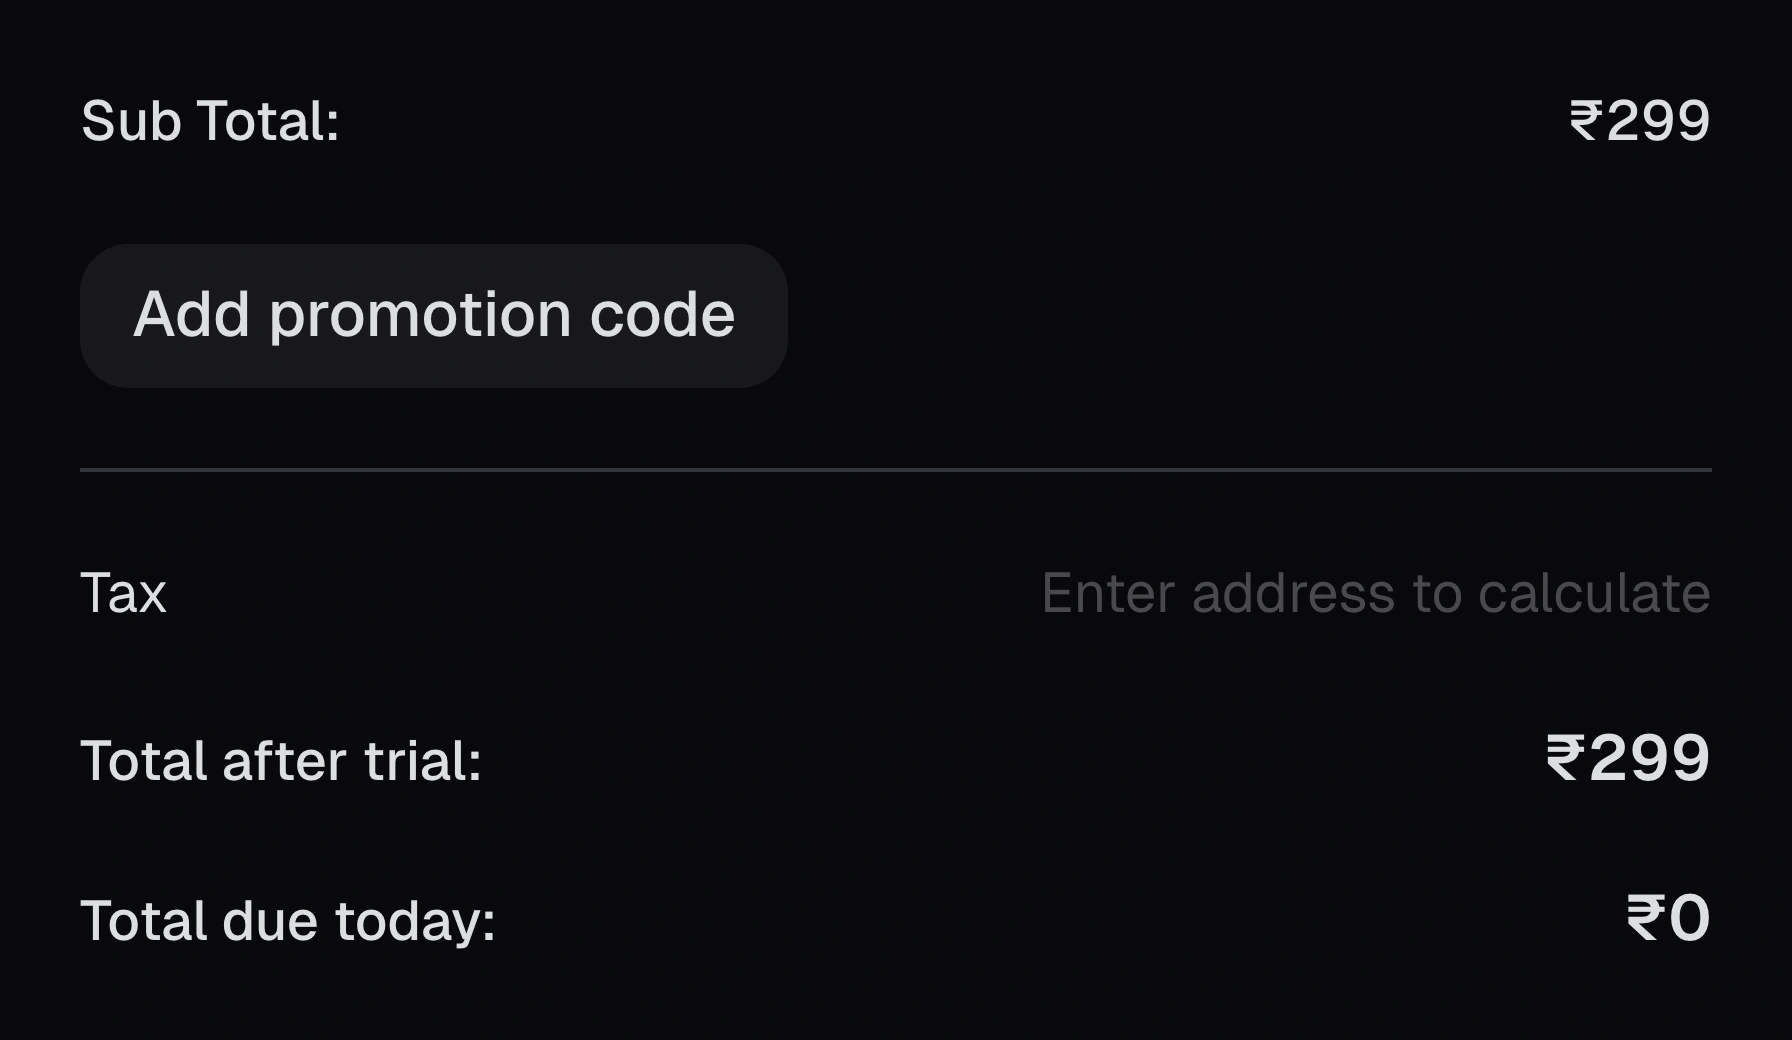 Sub Total: ₹299
Add promotion code
Tax Enter address to calculate
Total after trial: ₹299
Total due today: ₹0